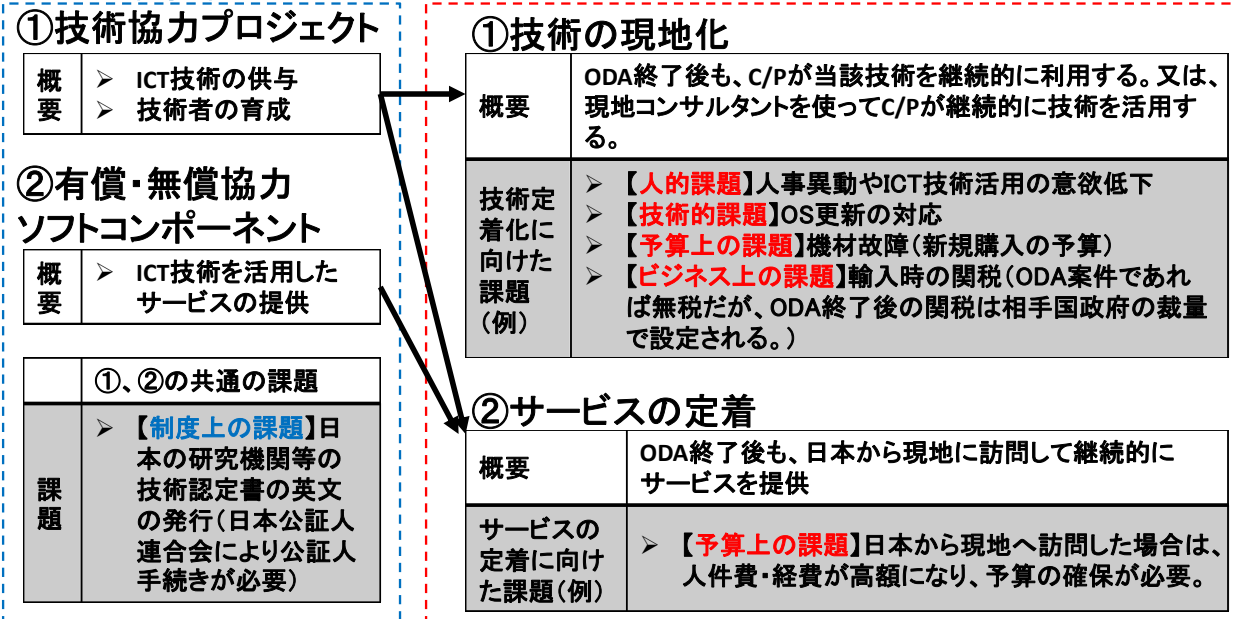 ①技術協力プロジェクト
概
要
➢ ICT技術の供与
➢ 技術者の育成
②有償・無償協力
ソフトコンポーネント
概
要
➢ ICT技術を活用した
サービスの提供
①、②の共通の課題
課
題
➢ 【制度上の課題】日
本の研究機関等の
技術認定書の英文
の発行（日本公証人
連合会により公証人
手続きが必要）
①技術の現地化
概要
ODA終了後も、C/Pが当該技術を継続的に利用する。又は、
現地コンサルタントを使ってC/Pが継続的に技術を活用す
る。
技術定
着化に
向けた
課題
（例）
➢ 【人的課題】人事異動やICT技術活用の意欲低下
➢ 【技術的課題】OS更新の対応
➢ 【予算上の課題】機材故障（新規購入の予算）
➢ 【ビジネス上の課題】輸入時の関税（ODA案件であれ
ば無税だが、ODA終了後の関税は相手国政府の裁量
で設定される。）
②サービスの定着
概要
ODA終了後も、日本から現地に訪問して継続的に
サービスを提供
サービスの
定着に向け
た課題（例）
➢ 【予算上の課題】日本から現地へ訪問した場合は、
人件費・経費が高額になり、予算の確保が必要。